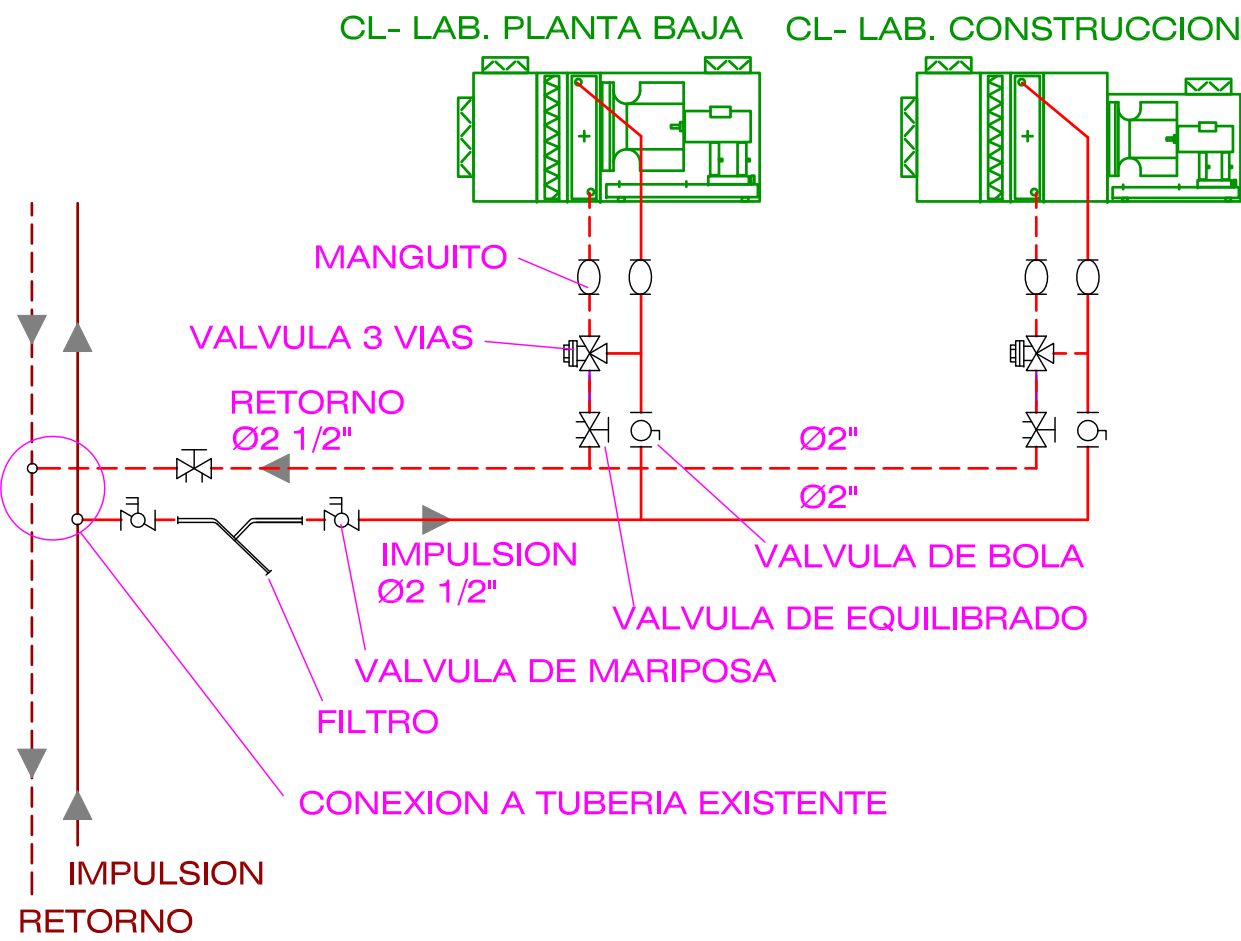 CL- LAB. PLANTA BAJA
CL- LAB. CONSTRUCCION
MANGUITO
VALVULA 3 VIAS
RETORNO
Ø2 1/2"
Ø2"
Ø2"
IMPULSION
Ø2 1/2"
VALVULA DE BOLA
VALVULA DE EQUILIBRADO
VALVULA DE MARIPOSA
FILTRO
CONEXION A TUBERIA EXISTENTE
IMPULSION
RETORNO